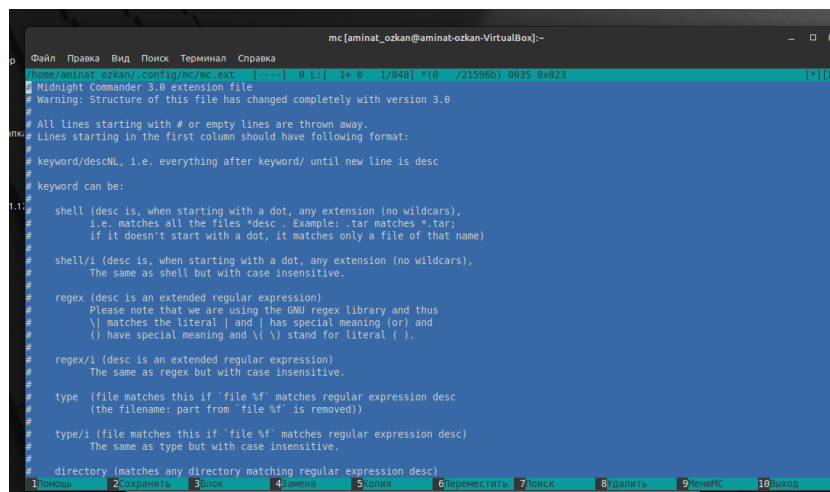 mc [aminat_ozkan@aminat-ozkan-VirtualBox]:~
Файл Правка Вид Поиск Терминал Справка
/home/aminat_ozkan/.config/mc/mc.ext [----] 0 L:[ 1+ 0 1/848] *(0 /21596b) 0035 0x023 [*][X
# Midnight Commander 3.0 extension file
# Warning: Structure of this file has changed completely with version 3.0
#
# All lines starting with # or empty lines are thrown away.
# Lines starting in the first column should have following format:
#
# keyword/descNL, i.e. everything after keyword/ until new line is desc
#
# keyword can be:
#
# shell (desc is, when starting with a dot, any extension (no wildcars),
# i.e. matches all the files *desc . Example: .tar matches *.tar;
# if it doesn't start with a dot, it matches only a file of that name)
#
# shell/i (desc is, when starting with a dot, any extension (no wildcars),
# The same as shell but with case insensitive.
#
# regex (desc is an extended regular expression)
# Please note that we are using the GNU regex library and thus
# \| matches the literal | and | has special meaning (or) and
# () have special meaning and \( \) stand for literal ( ).
#
# regex/i (desc is an extended regular expression)
# The same as regex but with case insensitive.
#
# type (file matches this if `file %f` matches regular expression desc
# (the filename: part from `file %f` is removed))
#
# type/i (file matches this if `file %f` matches regular expression desc)
# The same as type but with case insensitive.
#
# directory (matches any directory matching regular expression desc)
1Помощь 2Сохранить 3Блок 4Замена 5Копия 6Переместить 7Поиск 8Удалить 9МенюMC 10Выход